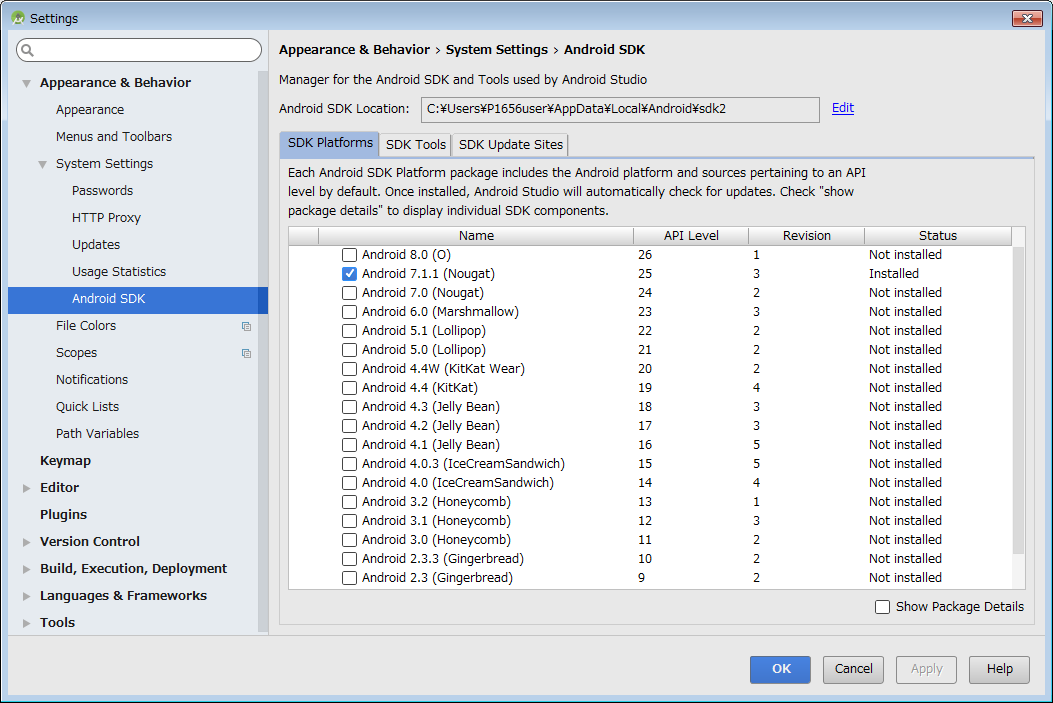 Settings
Appearance & Behavior
Appearance
Menus and Toolbars
System Settings
Passwords
HTTP Proxy
Updates
Usage Statistics
Android SDK
File Colors
Scopes
Notifications
Quick Lists
Path Variables
Keymap
Editor
Plugins
Version Control
Build, Execution, Deployment
Languages & Frameworks
Tools
Appearance & Behavior › System Settings › Android SDK
Manager for the Android SDK and Tools used by Android Studio
Android SDK Location: C:¥Users¥P1656user¥AppData¥Local¥Android¥sdk2 Edit
SDK Platforms SDK Tools SDK Update Sites
Each Android SDK Platform package includes the Android platform and sources pertaining to an API
level by default. Once installed, Android Studio will automatically check for updates. Check "show
package details" to display individual SDK components.
Name API Level Revision Status
Android 8.0 (O) 26 1 Not installed
Android 7.1.1 (Nougat) 25 3 Installed
Android 7.0 (Nougat) 24 2 Not installed
Android 6.0 (Marshmallow) 23 3 Not installed
Android 5.1 (Lollipop) 22 2 Not installed
Android 5.0 (Lollipop) 21 2 Not installed
Android 4.4W (KitKat Wear) 20 2 Not installed
Android 4.4 (KitKat) 19 4 Not installed
Android 4.3 (Jelly Bean) 18 3 Not installed
Android 4.2 (Jelly Bean) 17 3 Not installed
Android 4.1 (Jelly Bean) 16 5 Not installed
Android 4.0.3 (IceCreamSandwich) 15 5 Not installed
Android 4.0 (IceCreamSandwich) 14 4 Not installed
Android 3.2 (Honeycomb) 13 1 Not installed
Android 3.1 (Honeycomb) 12 3 Not installed
Android 3.0 (Honeycomb) 11 2 Not installed
Android 2.3.3 (Gingerbread) 10 2 Not installed
Android 2.3 (Gingerbread) 9 2 Not installed
Show Package Details
OK Cancel Apply Help